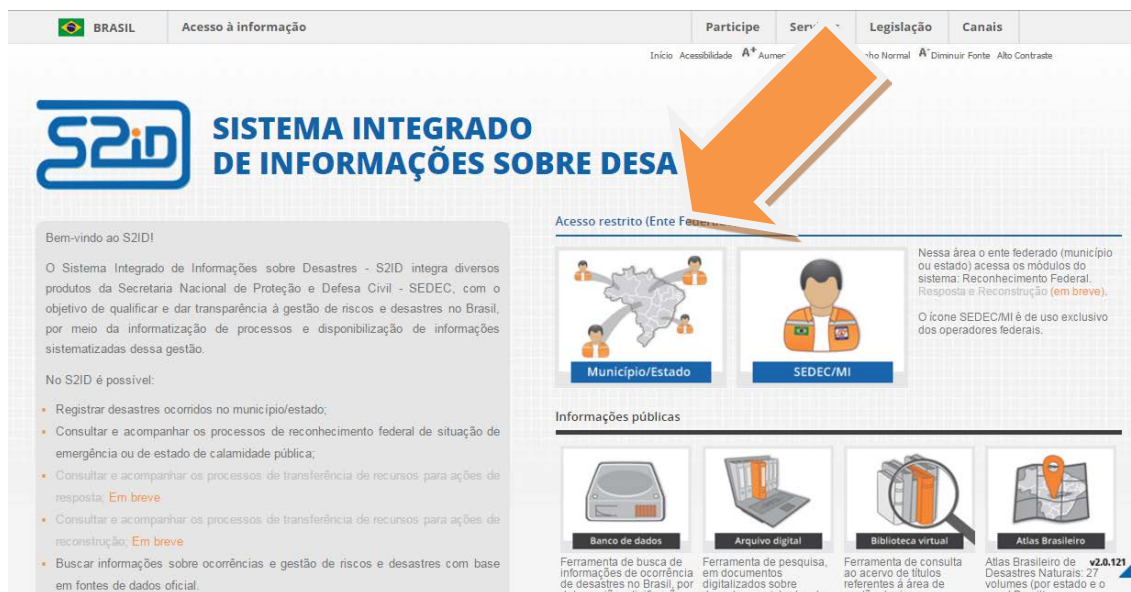 BRASIL Acesso à informação Participe Legislação Canais
Início Acessibilidade A+ Normal A- Diminuir Fonte Alto Contraste
S2iD
SISTEMA INTEGRADO
DE INFORMAÇÕES SOBRE DESA
Bem-vindo ao S2ID!
O Sistema Integrado de Informações sobre Desastres - S2ID integra diversos
produtos da Secretaria Nacional de Proteção e Defesa Civil - SEDEC, com o
objetivo de qualificar e dar transparência à gestão de riscos e desastres no Brasil,
por meio da informatização de processos e disponibilização de informações
sistematizadas dessa gestão.
No S2ID é possível:
Registrar desastres ocorridos no município/estado;
Consultar e acompanhar os processos de reconhecimento federal de situação de
emergência ou de estado de calamidade pública;
Consultar e acompanhar os processos de transferência de recursos para ações de
resposta; Em breve
Consultar e acompanhar os processos de transferência de recursos para ações de
reconstrução; Em breve
Buscar informações sobre ocorrências e gestão de riscos e desastres com base
em fontes de dados oficial.
Acesso restrito (Ente
Município/Estado
SEDEC/MI
Nessa área o ente federado (município
ou estado) acessa os módulos do
sistema: Reconhecimento Federal.
Resposta e Reconstrução (em breve).
O ícone SEDEC/MI é de uso exclusivo
dos operadores federais.
Informações públicas
Banco de dados
Ferramenta de busca de
informações de ocorrência
de desastres no Brasil, por
Arquivo digital
Ferramenta de pesquisa,
em documentos
digitalizados sobre
Biblioteca virtual
Ferramenta de consulta
ao acervo de títulos
referentes á área de
Atlas Brasileiro
Atlas Brasileiro de
Desastres Naturais: 27
volumes (por estado e o
v2.0.121